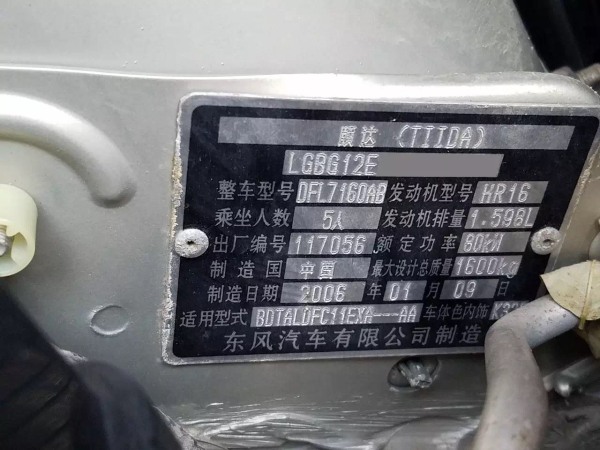 颐达 (TIIDA)
LGBG12E
整车型号 DFL7160AB 发动机型号 HR16
乘坐人数 5人 发动机排量 1.598L
出厂编号 117056 额定功率 80kW
制造国 中国 最大设计总质量 1600kg
制造日期 2006 年 01 月 09 日
适用型式 BDTALDFC11EXA---AA 车体色内饰
东风汽车有限公司制造